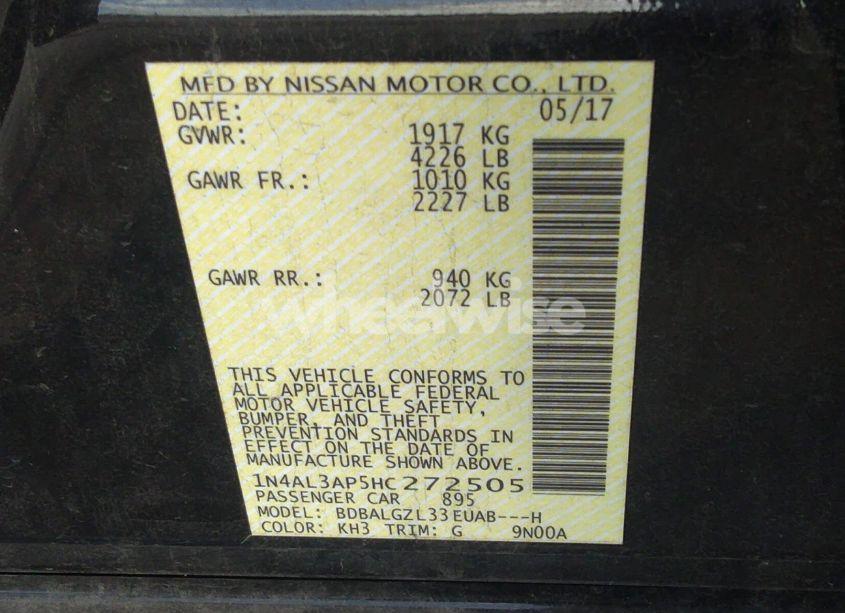 MFD BY NISSAN MOTOR CO., LTD.
DATE: 05/17
GVWR: 1917 KG
4226 LB
GAWR FR.: 1010 KG
2227 LB
GAWR RR.: 940 KG
2072 LB
wheelwise
THIS VEHICLE CONFORMS TO
ALL APPLICABLE FEDERAL
MOTOR VEHICLE SAFETY,
BUMPER, AND THEFT
PREVENTION STANDARDS IN
EFFECT ON THE DATE OF
MANUFACTURE SHOWN ABOVE.
1N4AL3AP5HC272505
PASSENGER CAR 895
MODEL: BDBALGZL33EUAB---H
COLOR: KH3 TRIM: G 9N00A